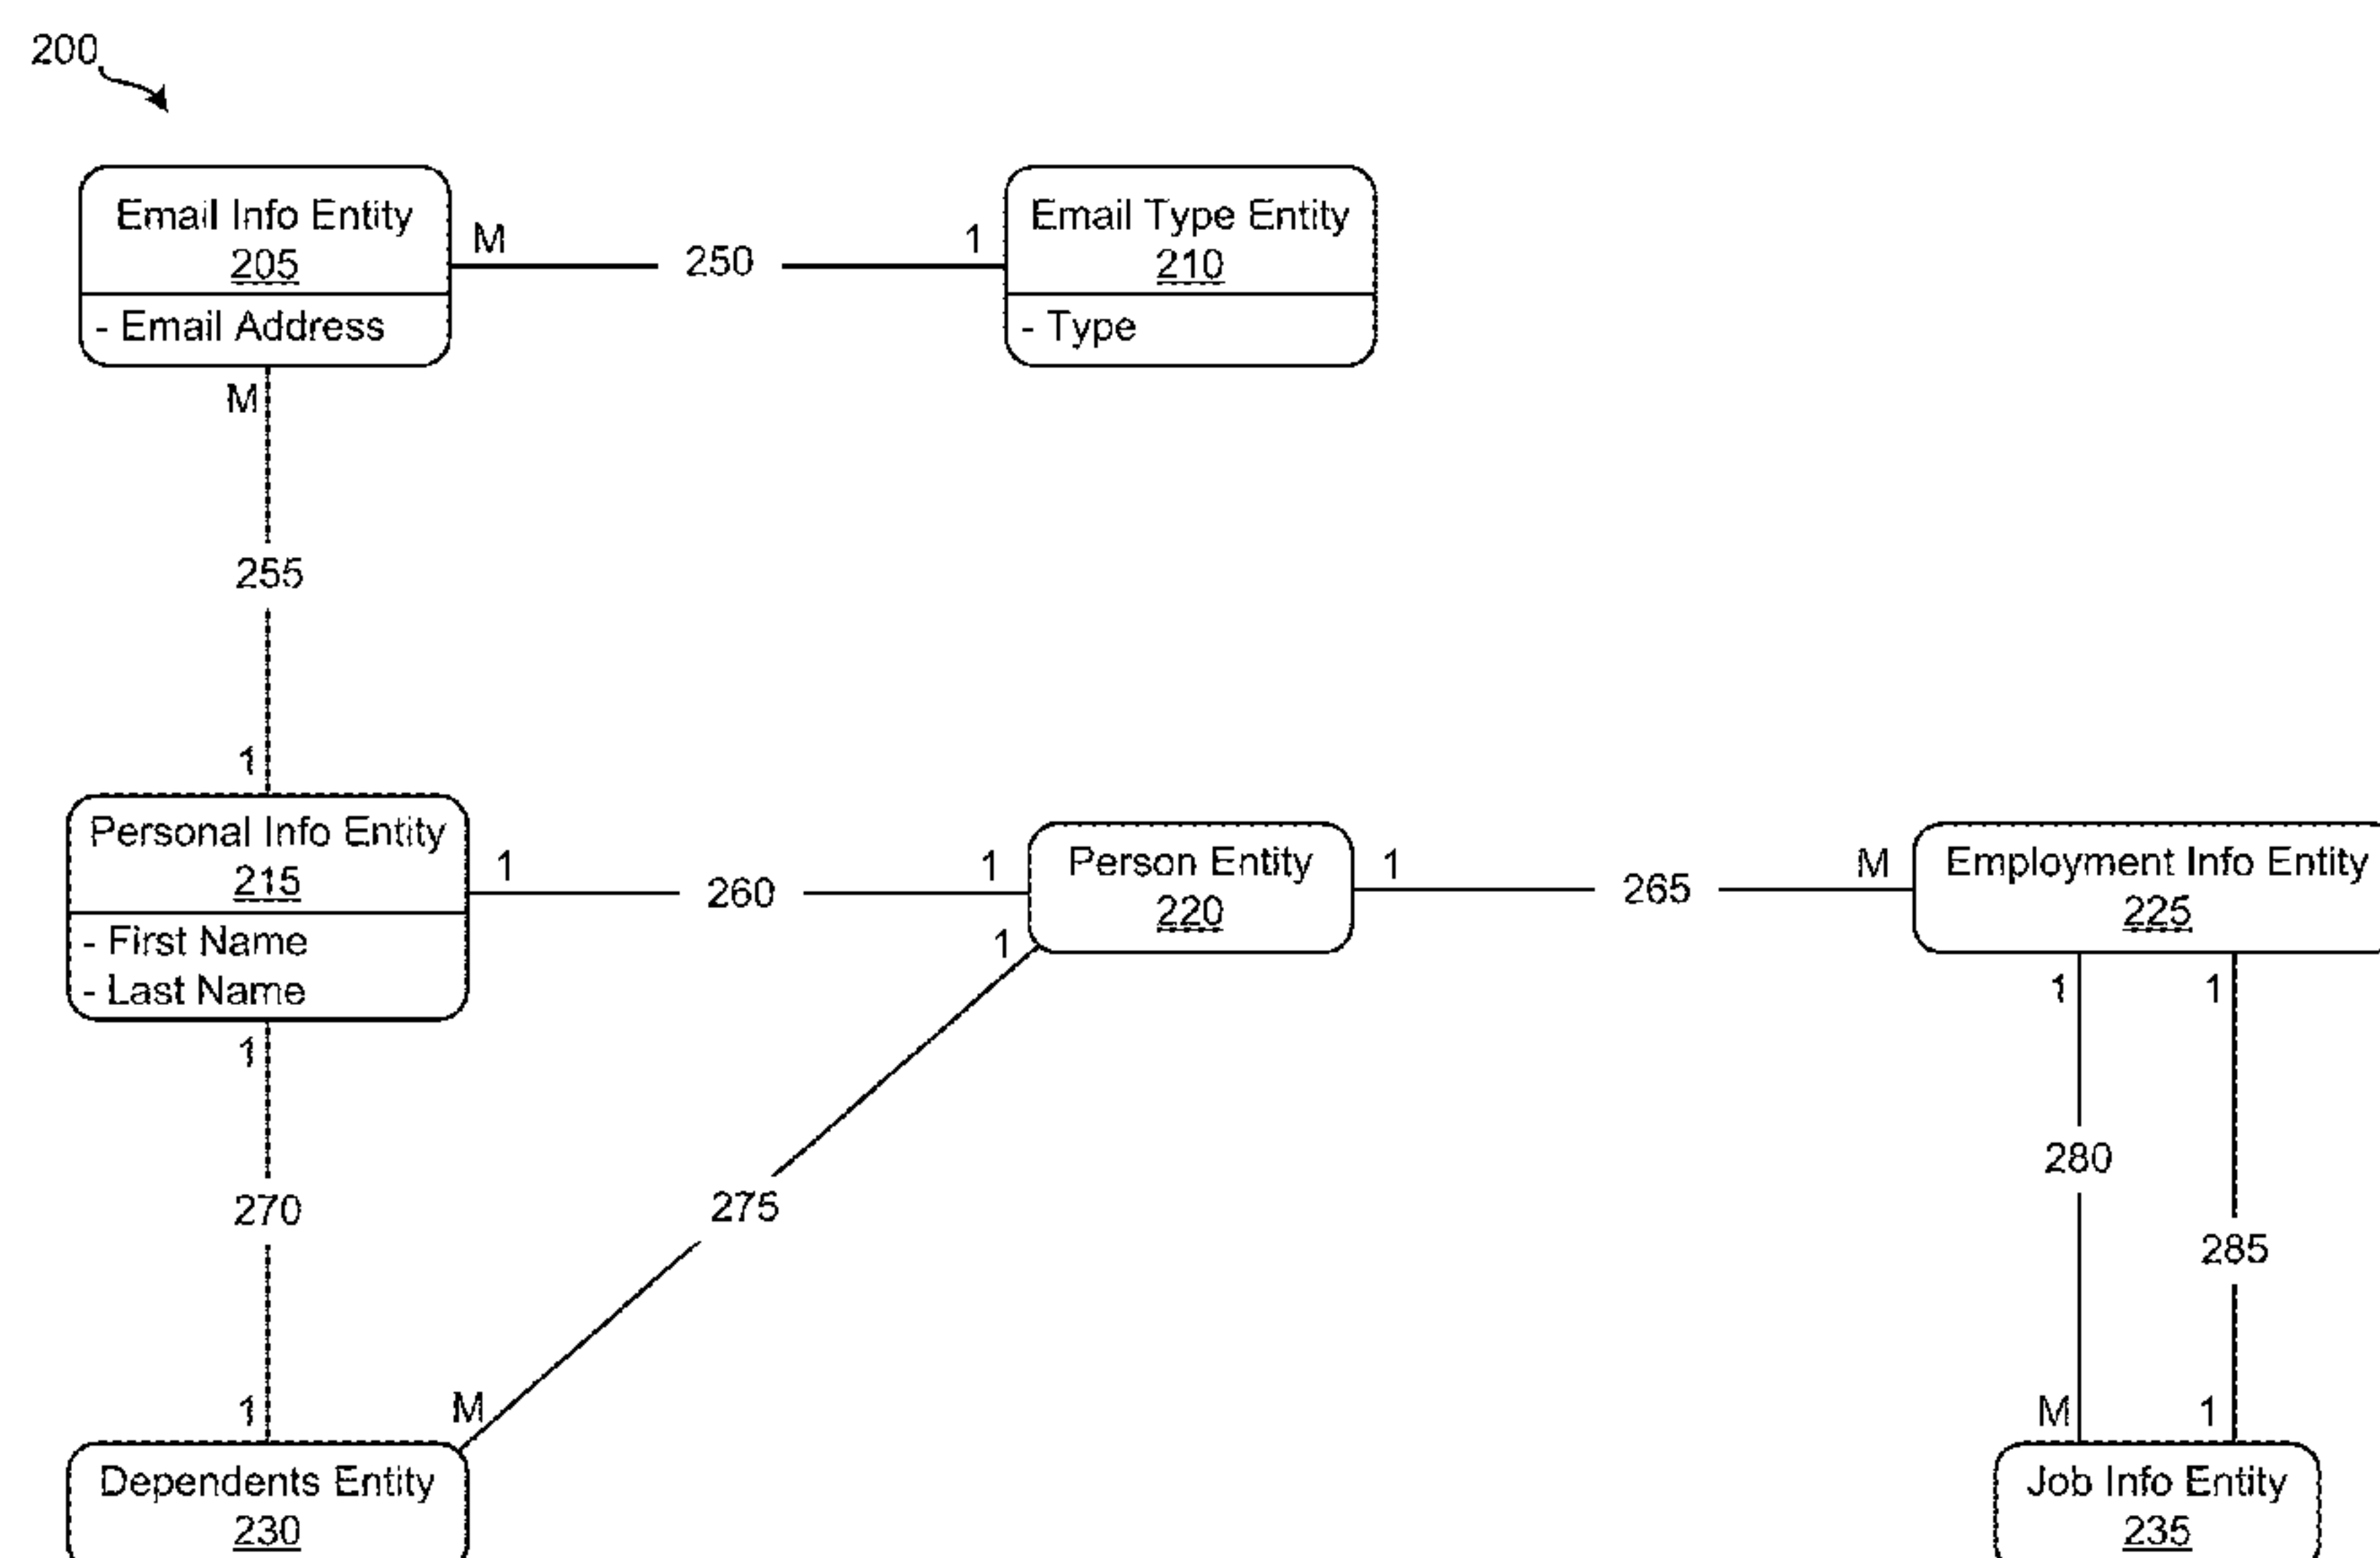 200
Email Info Entity
205
- Email Address
M
250
1
Email Type Entity
210
- Type
M
255
1
Personal Info Entity
215
- First Name
- Last Name
1
260
1
Person Entity
220
1
265
M
Employment Info Entity
225
1
1
1
1
270
275
280
285
1
M
M
1
Dependents Entity
230
Job Info Entity
235